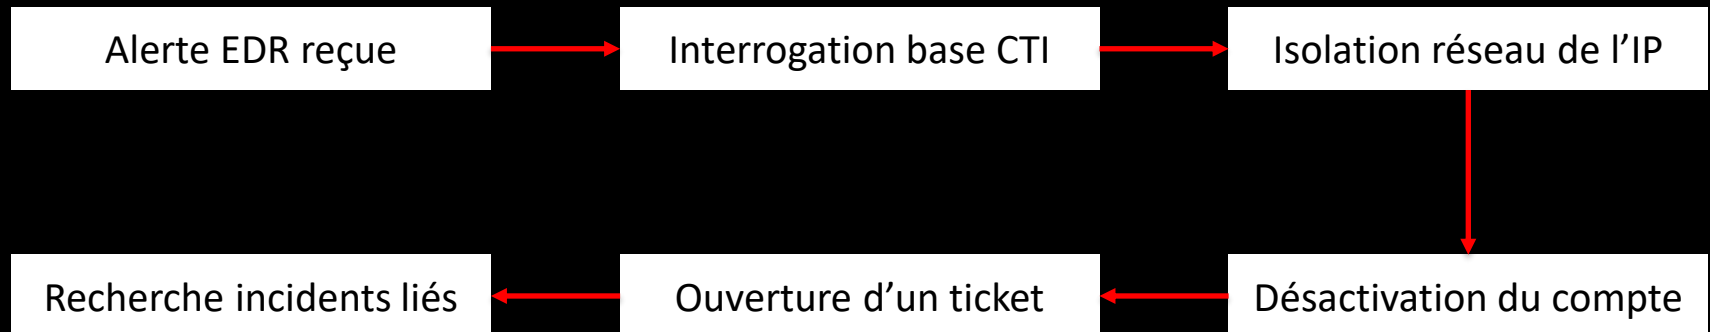 Alerte EDR reçue
Interrogation base CTI
Isolation réseau de l’IP
Recherche incidents liés
Ouverture d’un ticket
Désactivation du compte